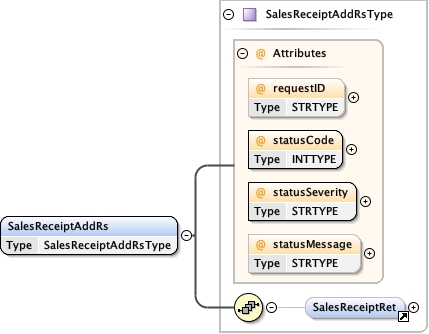 SalesReceiptAddRsType
@ Attributes
@ requestID
Type STRTYPE
@ statusCode
Type INTTYPE
@ statusSeverity
Type STRTYPE
@ statusMessage
Type STRTYPE
SalesReceiptAddRs
Type SalesReceiptAddRsType
SalesReceiptRet